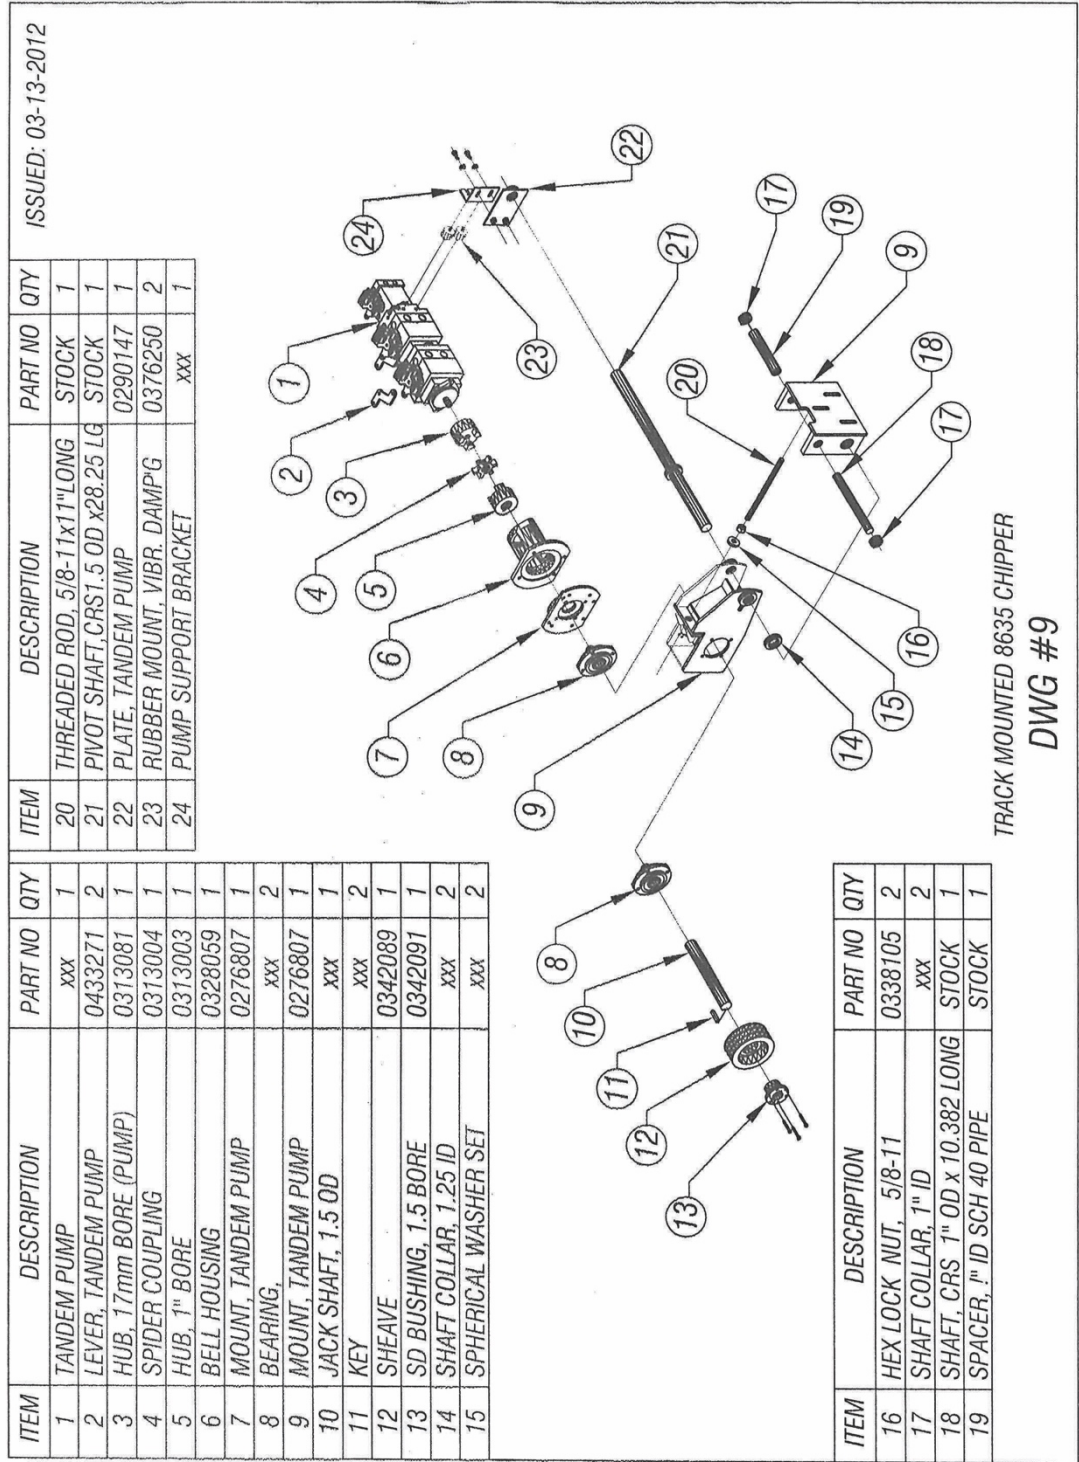 ISSUED: 03-13-2012
ITEM DESCRIPTION PART NO QTY
1 TANDEM PUMP xxx 1
2 LEVER, TANDEM PUMP 0433271 2
3 HUB, 17mm BORE (PUMP) 0313081 1
4 SPIDER COUPLING 0313004 1
5 HUB, 1" BORE 0313003 1
6 BELL HOUSING 0328059 1
7 MOUNT, TANDEM PUMP 0276807 1
8 BEARING, xxx 2
9 MOUNT, TANDEM PUMP 0276807 1
10 JACK SHAFT, 1.5 OD xxx 1
11 KEY xxx 2
12 SHEAVE 0342089 1
13 SD BUSHING, 1.5 BORE 0342091 1
14 SHAFT COLLAR, 1.25 ID xxx 2
15 SPHERICAL WASHER SET xxx 2
ITEM DESCRIPTION PART NO QTY
20 THREADED ROD, 5/8-11x11"LONG STOCK 1
21 PIVOT SHAFT,CRS1.5 OD x28.25 LG STOCK 1
22 PLATE, TANDEM PUMP 0290147 1
23 RUBBER MOUNT, VIBR. DAMP'G 0376250 2
24 PUMP SUPPORT BRACKET xxx 1
ITEM DESCRIPTION PART NO QTY
16 HEX LOCK NUT, 5/8-11 0338105 2
17 SHAFT COLLAR, 1" ID xxx 2
18 SHAFT, CRS 1" OD x 10.382 LONG STOCK 1
19 SPACER, !" ID SCH 40 PIPE STOCK 1
1
2
3
4
5
6
7
8
9
24
22
23
21
20
17
19
9
18
17
16
15
14
8
10
11
12
13
TRACK MOUNTED 8635 CHIPPER
DWG #9